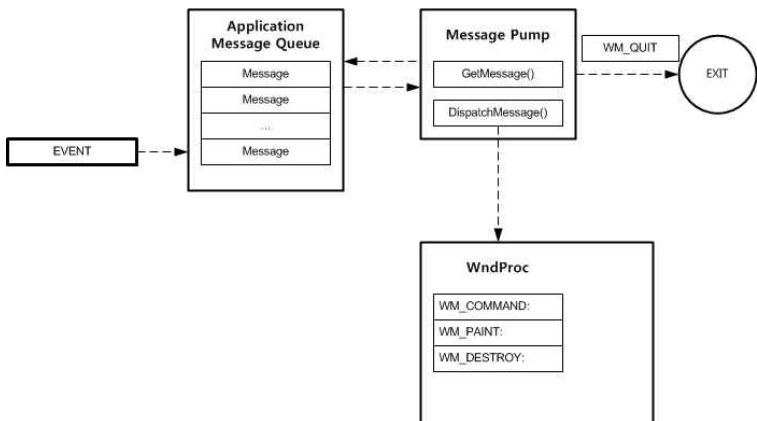 EVENT
Application
Message Queue
Message
Message
...
Message
Message Pump
GetMessage()
DispatchMessage()
WM_QUIT
EXIT
WndProc
WM_COMMAND:
WM_PAINT:
WM_DESTROY: